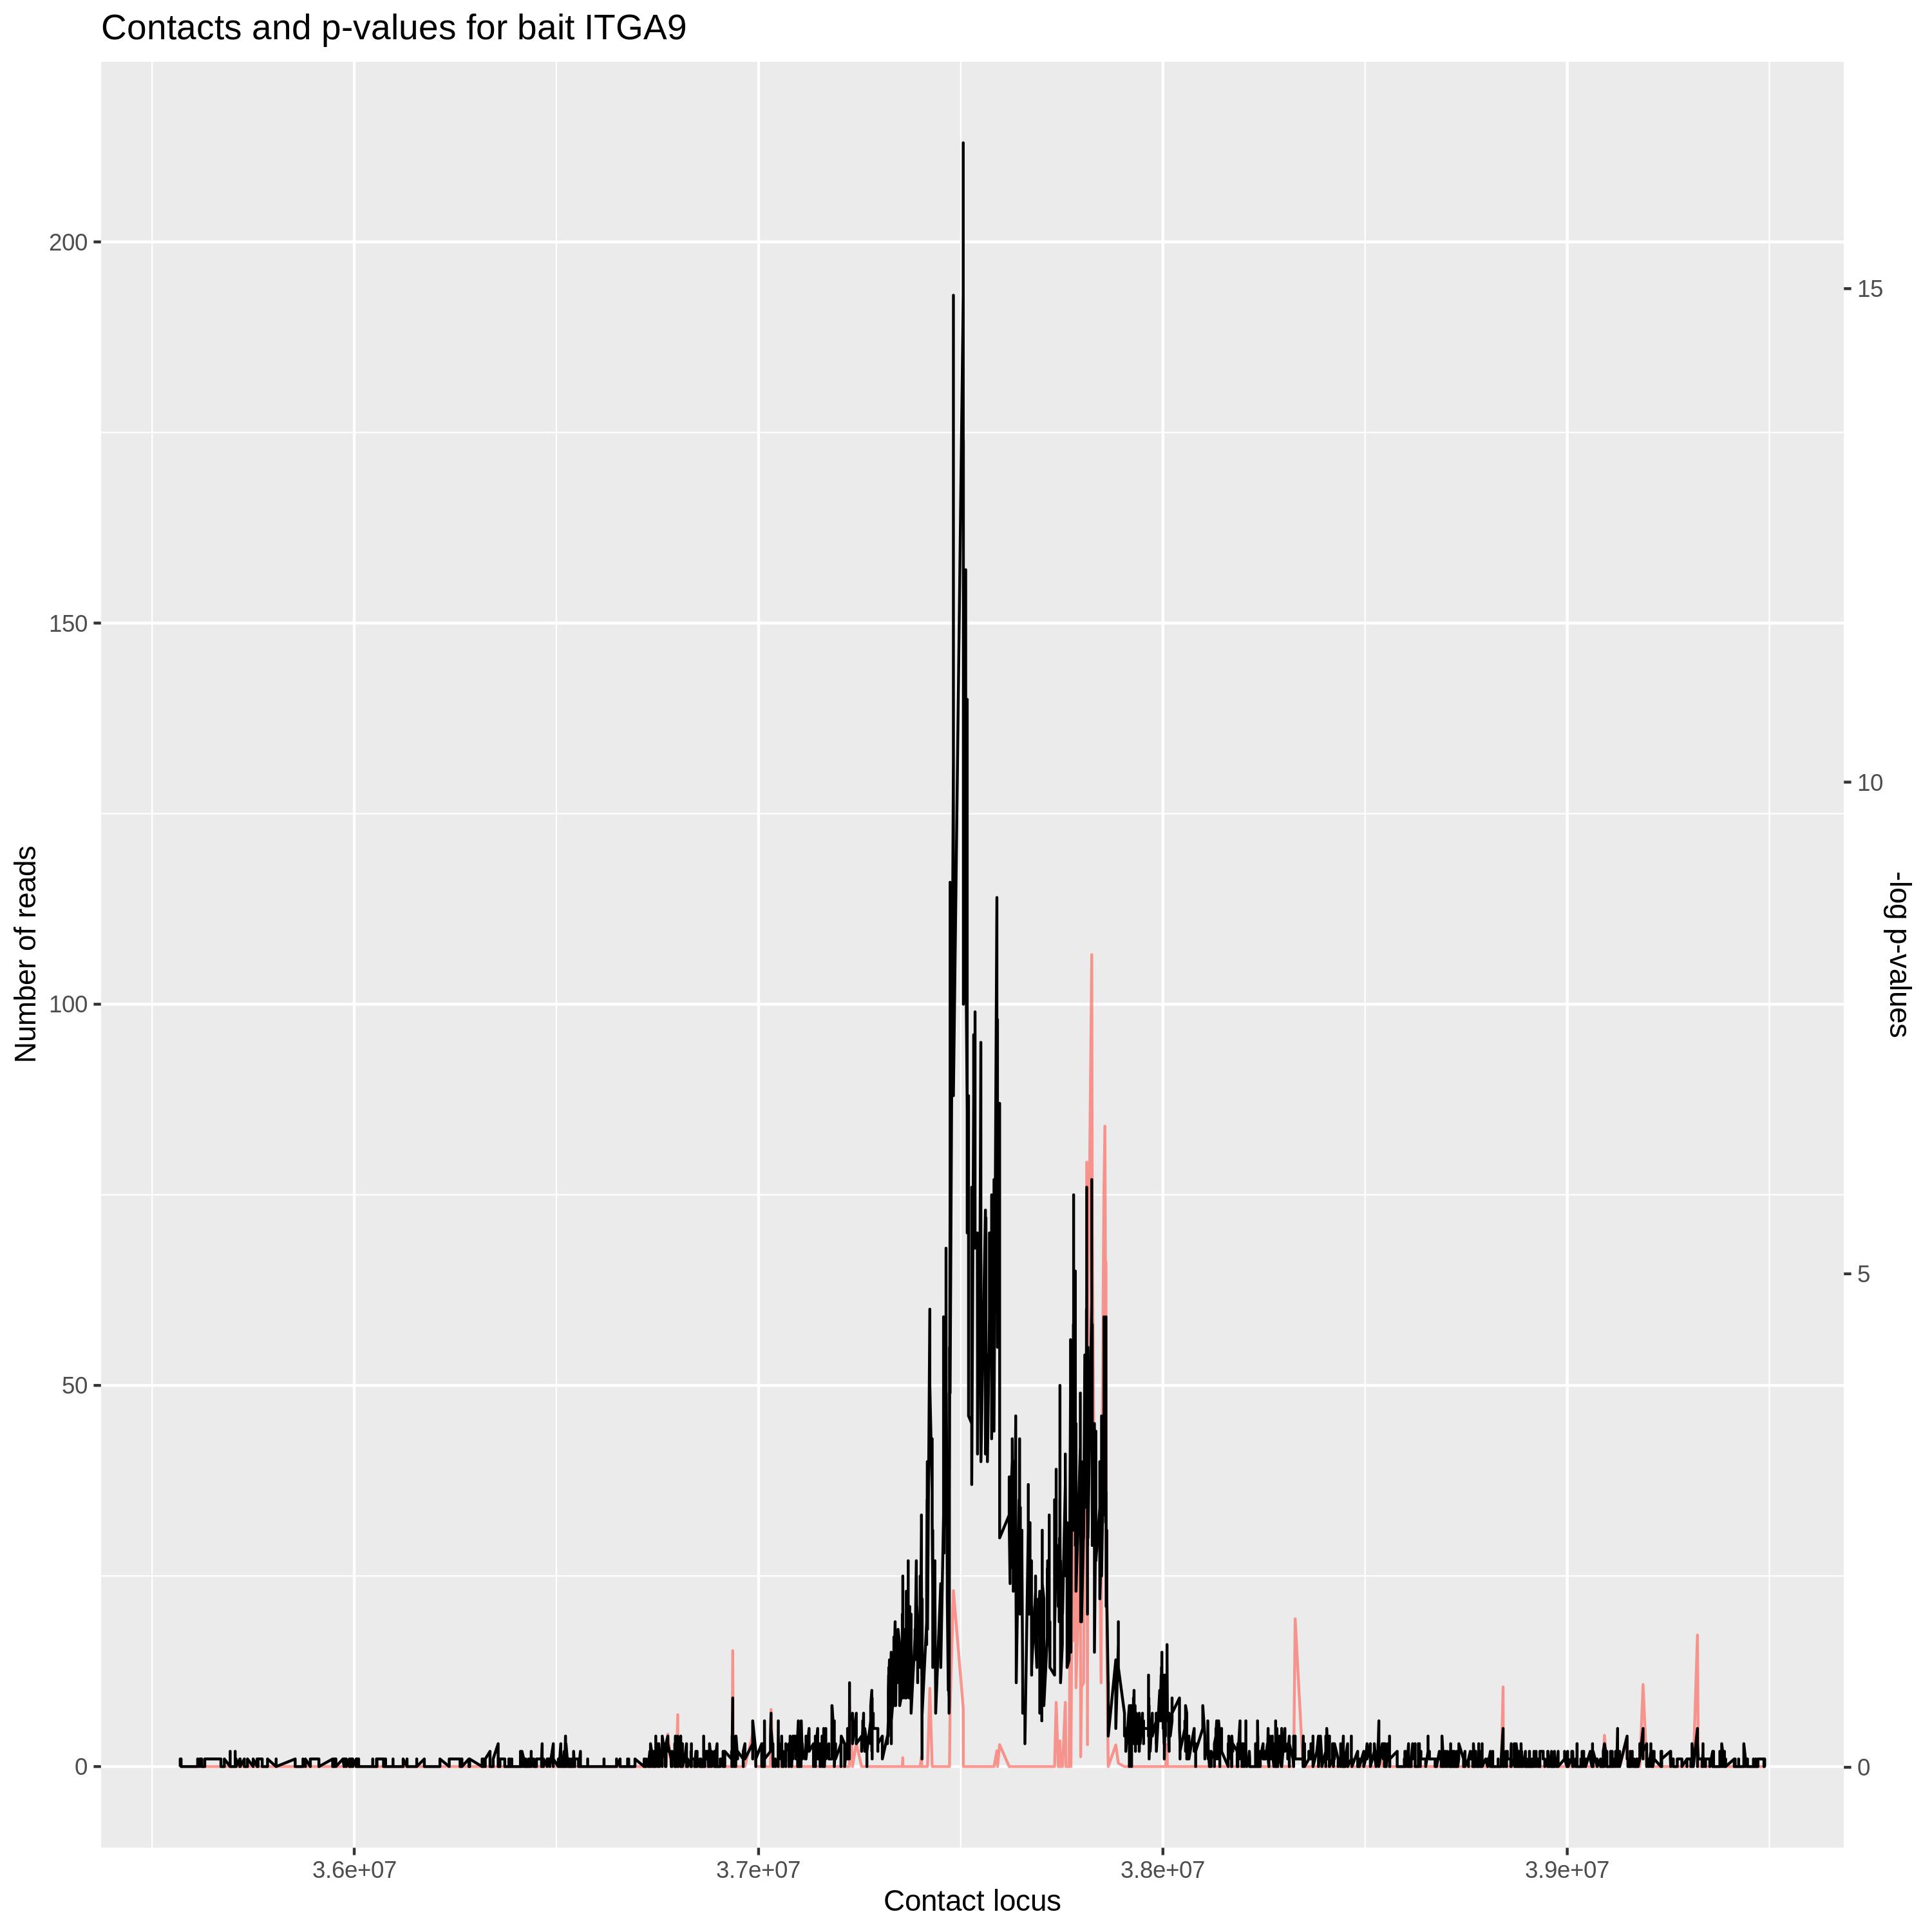 Contacts and p-values for bait ITGA9
Number of reads
200
150
100
50
0
15
10
5
0
-log p-values
3.6e+07
3.7e+07
3.8e+07
3.9e+07
Contact locus